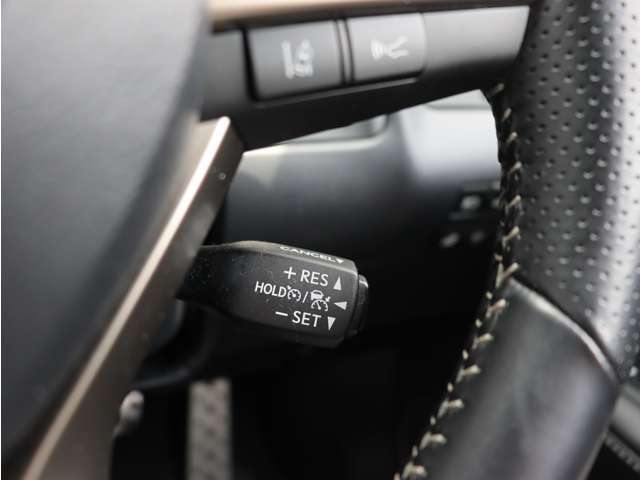 CANCEL
+ RES
HOLD /
− SET